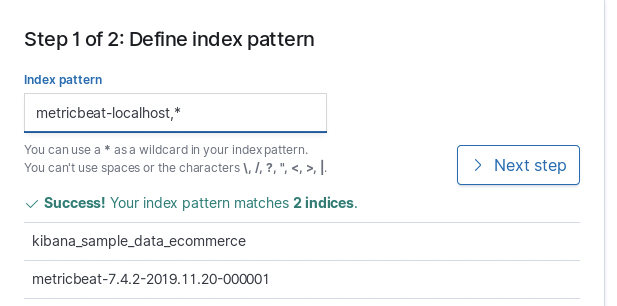 Step 1 of 2: Define index pattern
Index pattern
metricbeat-localhost,*
You can use a * as a wildcard in your index pattern.
You can't use spaces or the characters \, /, ?, ", <, >, |.
Next step
Success! Your index pattern matches 2 indices.
kibana_sample_data_ecommerce
metricbeat-7.4.2-2019.11.20-000001